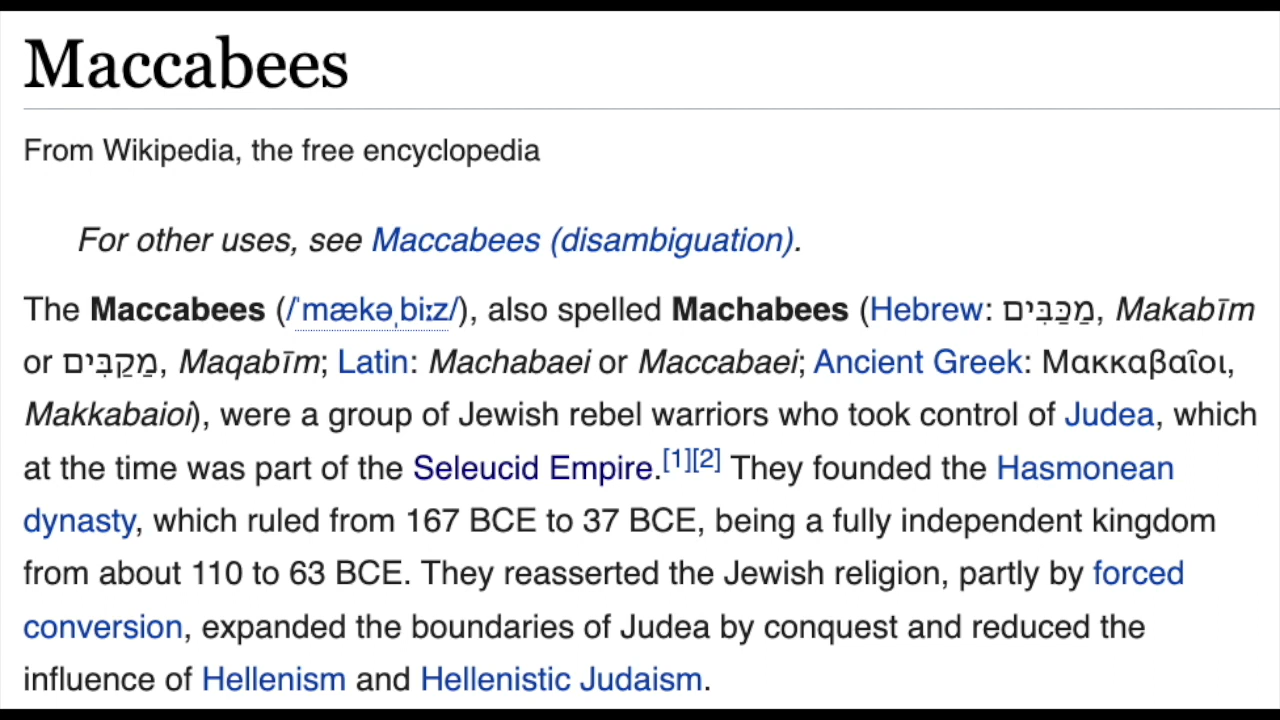 Maccabees
From Wikipedia, the free encyclopedia
For other uses, see Maccabees (disambiguation).
The Maccabees (/ˈmækəˌbiːz/), also spelled Machabees (Hebrew: מַכַּבִּים, Makabīm
or מַקַבִּים, Maqabīm; Latin: Machabaei or Maccabaei; Ancient Greek: Μακκαβαῖοι,
Makkabaioi), were a group of Jewish rebel warriors who took control of Judea, which
at the time was part of the Seleucid Empire.[1][2] They founded the Hasmonean
dynasty, which ruled from 167 BCE to 37 BCE, being a fully independent kingdom
from about 110 to 63 BCE. They reasserted the Jewish religion, partly by forced
conversion, expanded the boundaries of Judea by conquest and reduced the
influence of Hellenism and Hellenistic Judaism.